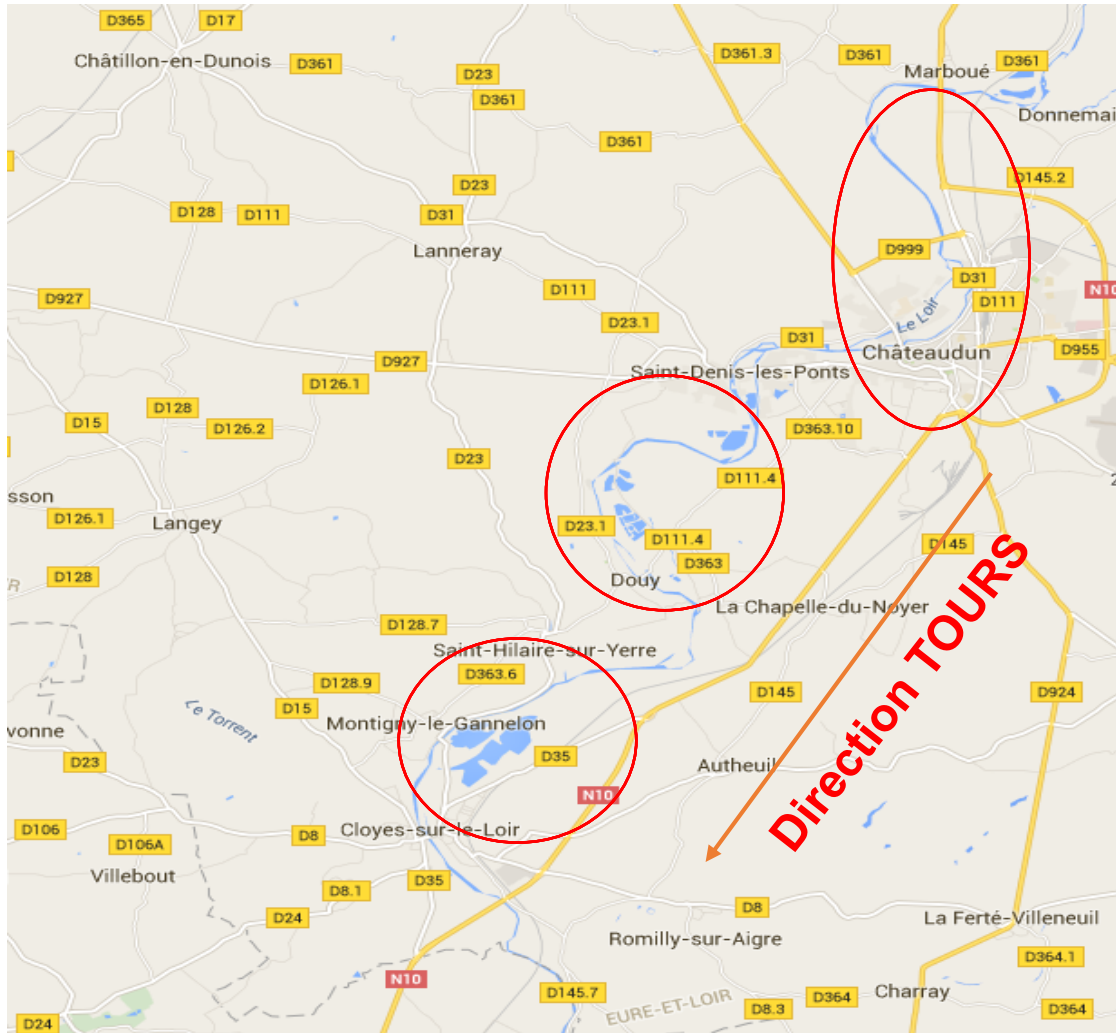 D365
D17
Châtillon-en-Dunois
D361
D23
D361
D361.3
D361
D361
Marboué
Donnemai
D361
D145.2
D23
D128
D111
D31
Lanneray
D999
D31
D111
N10
D927
D111
D23.1
Le Loir
D31
Châteaudun
D955
D927
Saint-Denis-les-Ponts
D126.1
D128
D15
D126.2
D363.10
D23
D111.4
sson
D126.1
Langey
D23.1
D111.4
D145
D128
D363
Douy
La Chapelle-du-Noyer
D128.7
Saint-Hilaire-sur-Yerre
D363.6
D128.9
D145
D924
Le Torrent
D15
Montigny-le-Gannelon
vonne
D23
D35
Autheuil
N10
Direction TOURS
D106
D8
Cloyes-sur-le-Loir
D106A
Villebout
D35
D8.1
D24
D8
La Ferté-Villeneuil
Romilly-sur-Aigre
D364.1
N10
D145.7
EURE-ET-LOIR
D364
Charray
D8.3
D364
D24